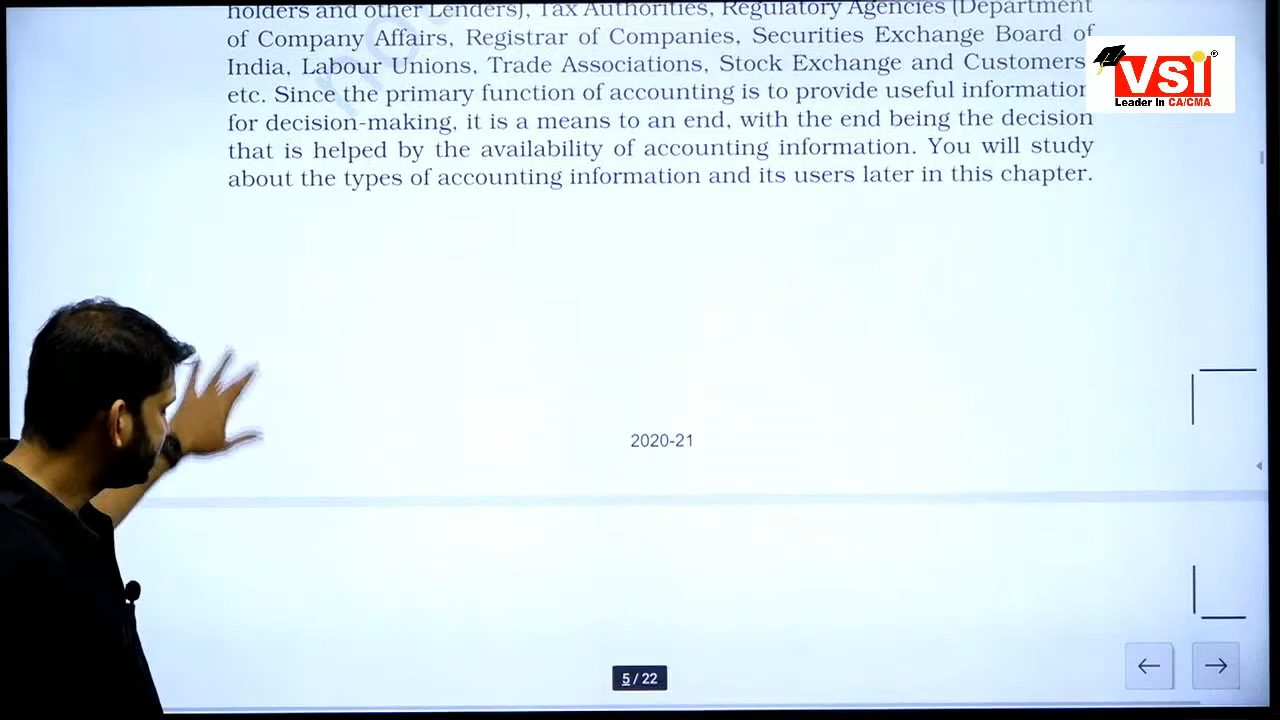 holders and other Lenders), Tax Authorities, Regulatory Agencies (Department
of Company Affairs, Registrar of Companies, Securities Exchange Board of
India, Labour Unions, Trade Associations, Stock Exchange and Customers
etc. Since the primary function of accounting is to provide useful information
for decision-making, it is a means to an end, with the end being the decision
that is helped by the availability of accounting information. You will study
about the types of accounting information and its users later in this chapter.
VSI
Leader In CA/CMA
2020-21
5 / 22